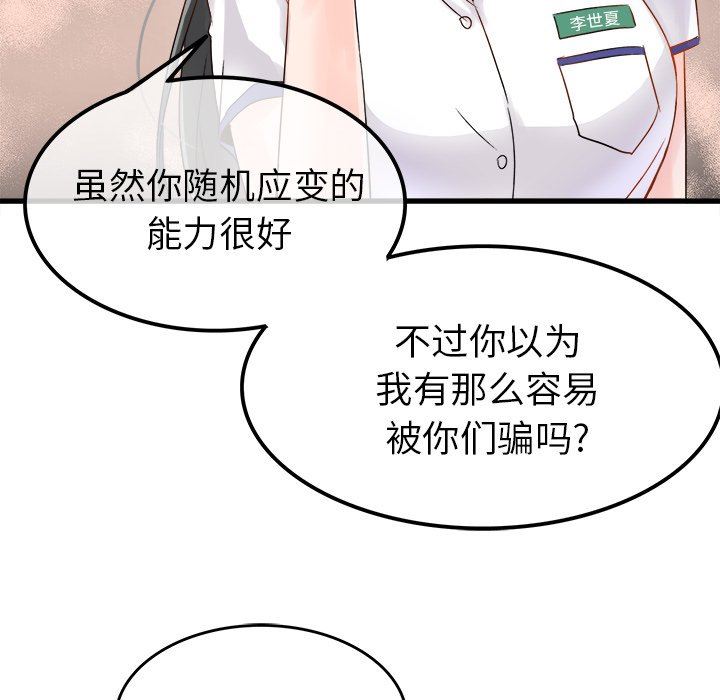 李世夏
虽然你随机应变的
能力很好
不过你以为
我有那么容易
被你们骗吗?